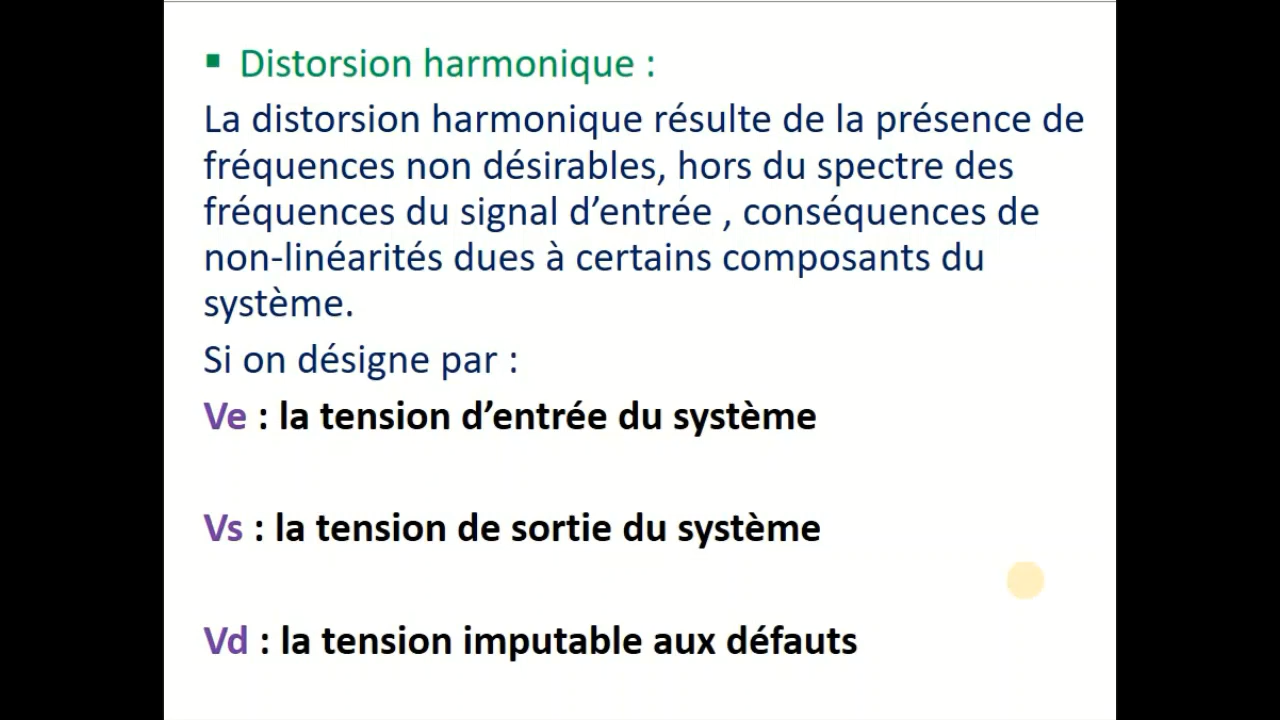 ▪ Distorsion harmonique :
La distorsion harmonique résulte de la présence de
fréquences non désirables, hors du spectre des
fréquences du signal d’entrée , conséquences de
non-linéarités dues à certains composants du
système.
Si on désigne par :
Ve : la tension d’entrée du système
Vs : la tension de sortie du système
Vd : la tension imputable aux défauts